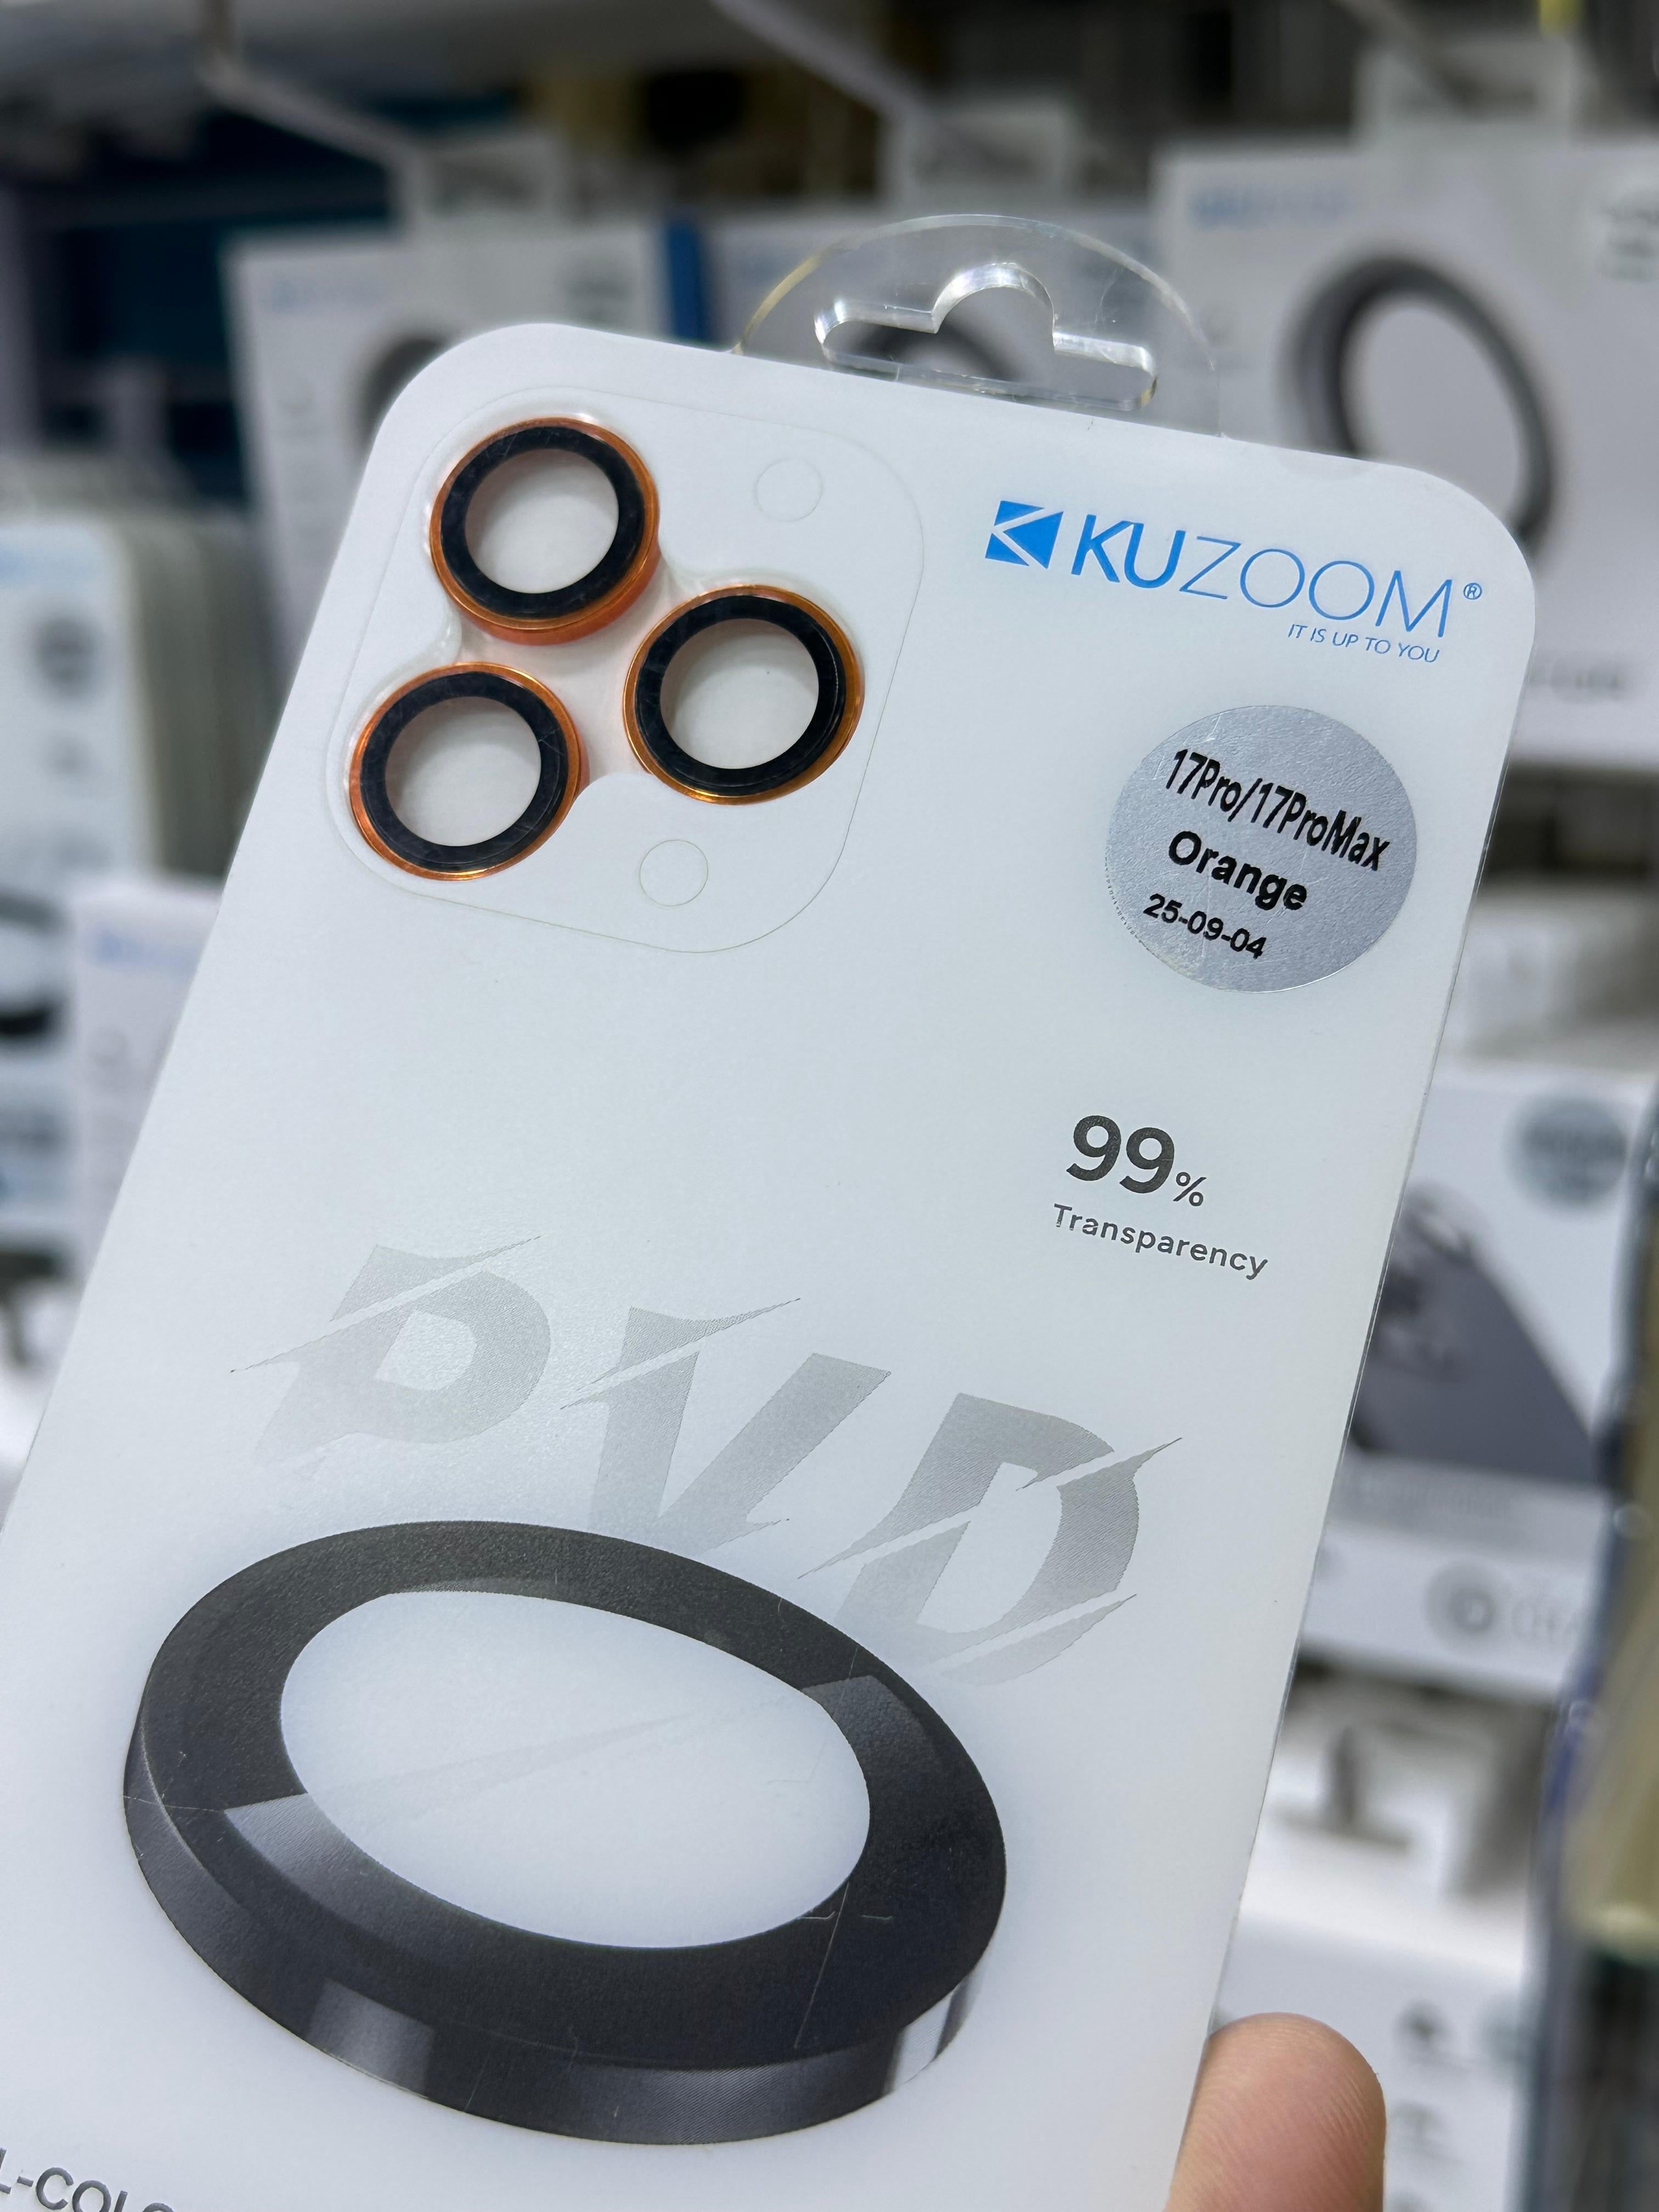 KUZOOM®
IT IS UP TO YOU
17Pro/17ProMax
Orange
25-09-04
99%
Transparency
PVD